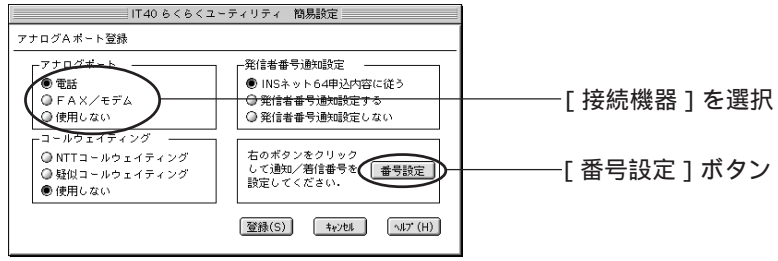 IT40 らくらくユーティリティ 簡易設定
アナログAポート登録
アナログポート
電話
FAX/モデム
使用しない
発信者番号通知設定
INSネット64申込内容に従う
発信者番号通知設定する
発信者番号通知設定しない
[ 接続機器 ] を選択
コールウェイティング
NTTコールウェイティング
疑似コールウェイティング
使用しない
右のボタンをクリック
して通知/着信番号を
設定してください.
番号設定
[ 番号設定 ] ボタン
登録(S)
キャンセル
ヘルプ(H)